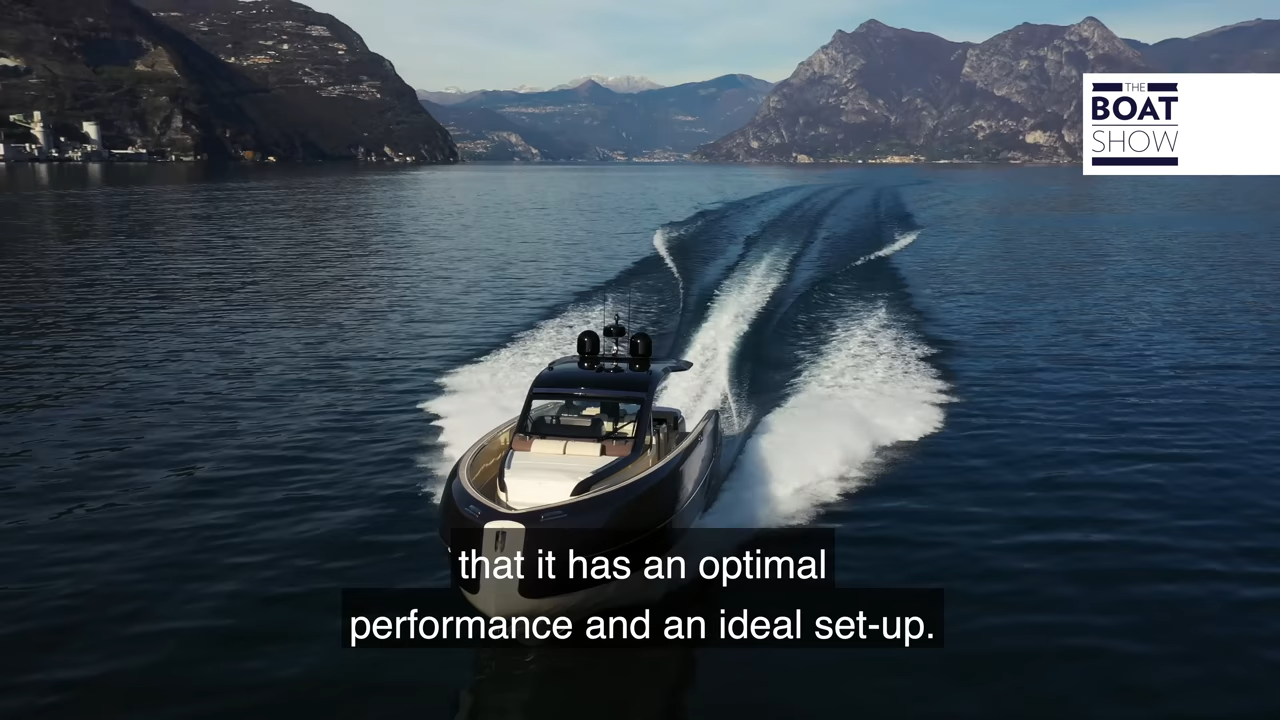 THE
BOAT
SHOW
that it has an optimal
performance and an ideal set-up.